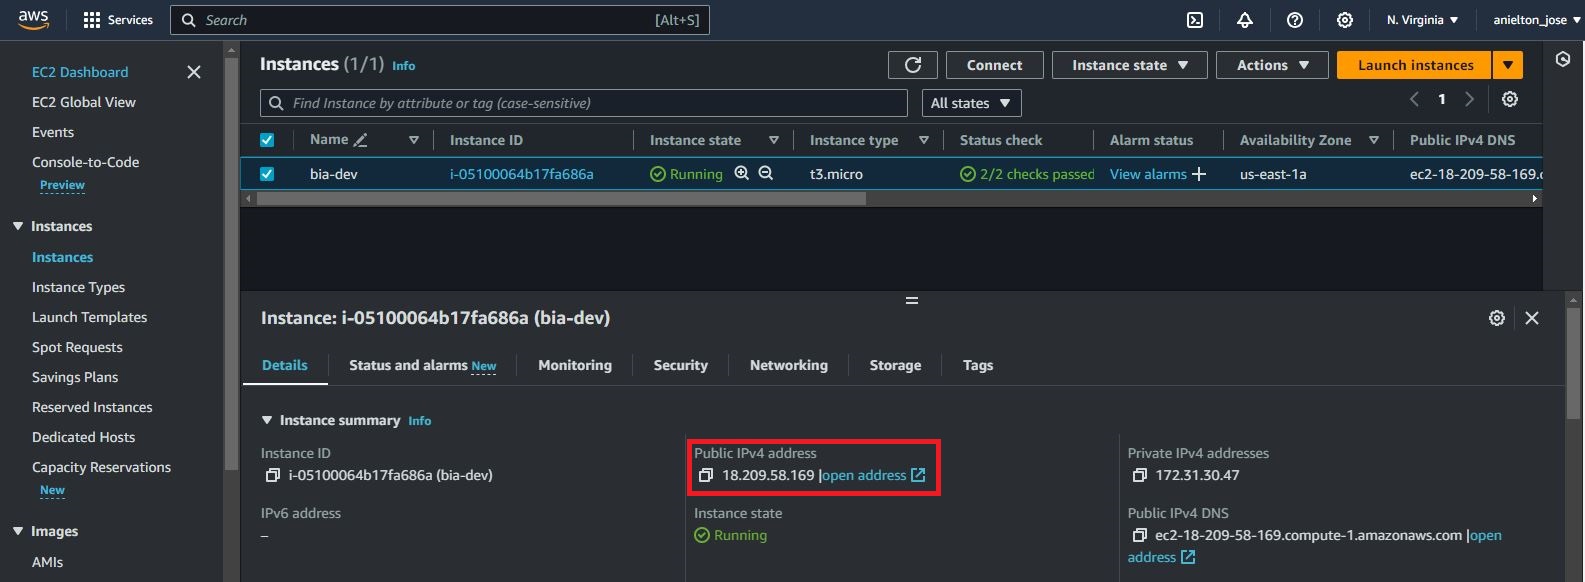 aws Services Search [Alt+S] N. Virginia anielton_jose
EC2 Dashboard
EC2 Global View
Events
Console-to-Code
Preview
Instances
Instances
Instance Types
Launch Templates
Spot Requests
Savings Plans
Reserved Instances
Dedicated Hosts
Capacity Reservations
New
Images
AMIs
Instances (1/1) Info Connect Instance state Actions Launch instances
Find Instance by attribute or tag (case-sensitive) All states 1
Name Instance ID Instance state Instance type Status check Alarm status Availability Zone Public IPv4 DNS
bia-dev i-05100064b17fa686a Running t3.micro 2/2 checks passed View alarms + us-east-1a ec2-18-209-58-169.c
Instance: i-05100064b17fa686a (bia-dev)
Details Status and alarms New Monitoring Security Networking Storage Tags
Instance summary Info
Instance ID
i-05100064b17fa686a (bia-dev)
IPv6 address
–
Public IPv4 address
18.209.58.169 |open address
Instance state
Running
Private IPv4 addresses
172.31.30.47
Public IPv4 DNS
ec2-18-209-58-169.compute-1.amazonaws.com |open
address